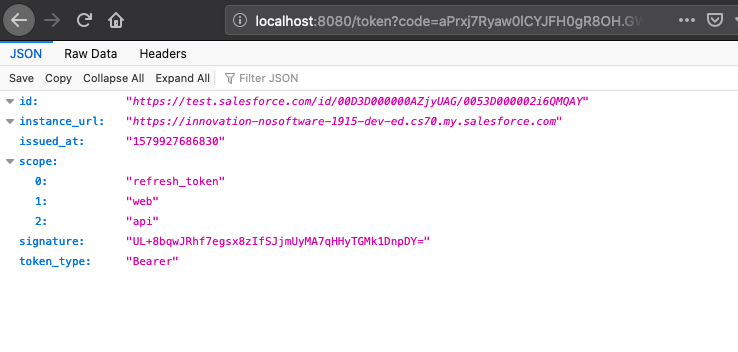 localhost:8080/token?code=aPrxj7Ryaw0lCYJFH0gR8OH.GW
JSON Raw Data Headers
Save Copy Collapse All Expand All Filter JSON
id: "https://test.salesforce.com/id/00D3D000000AZjyUAG/0053D000002i6QMQAY"
instance_url: "https://innovation-nosoftware-1915-dev-ed.cs70.my.salesforce.com"
issued_at: "1579927686830"
scope:
0: "refresh_token"
1: "web"
2: "api"
signature: "UL+8bqwJRhf7egsx8zIfSJjmUyMA7qHHyTGMk1DnpDY="
token_type: "Bearer"